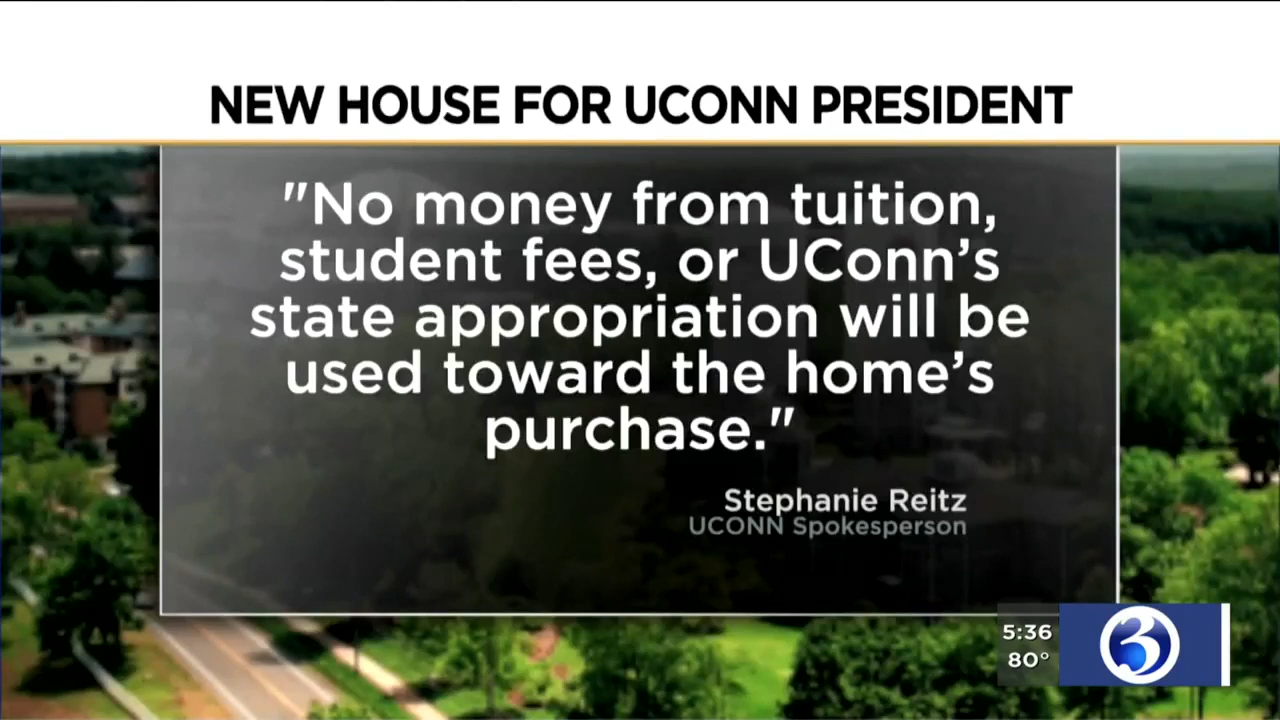 NEW HOUSE FOR UCONN PRESIDENT
"No money from tuition,
student fees, or UConn’s
state appropriation will be
used toward the home’s
purchase."
Stephanie Reitz
UCONN Spokesperson
5:36
80°
3